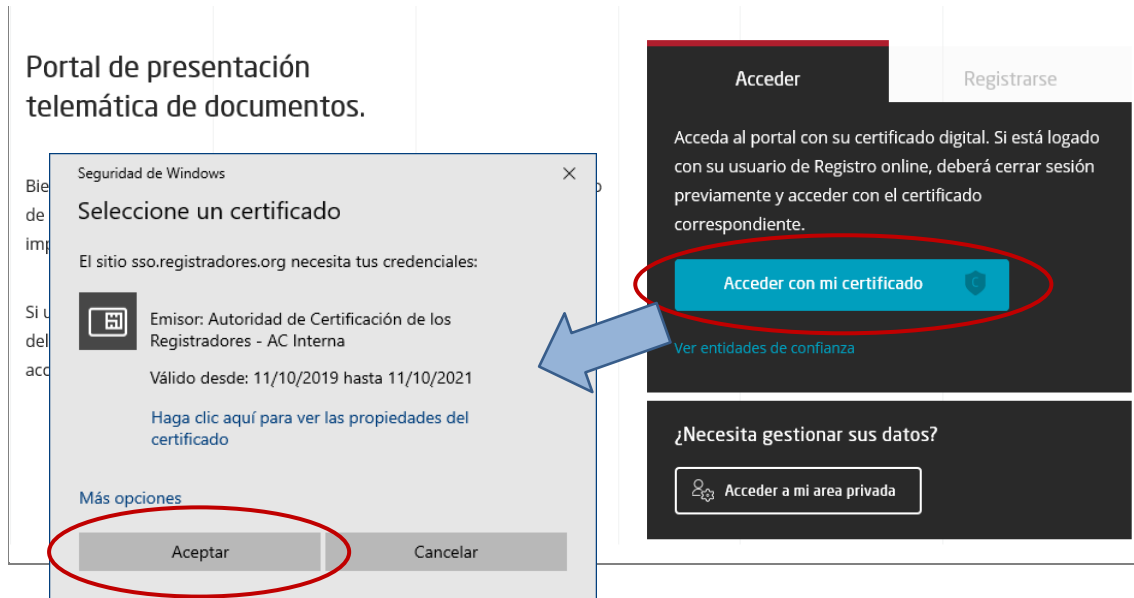 Portal de presentación
telemática de documentos.
Bie
de
imp
Si u
del
acc
Seguridad de Windows
Seleccione un certificado
El sitio sso.registradores.org necesita tus credenciales:
Emisor: Autoridad de Certificación de los
Registradores - AC Interna
Válido desde: 11/10/2019 hasta 11/10/2021
Haga clic aquí para ver las propiedades del
certificado
Más opciones
Aceptar Cancelar
Acceder Registrarse
Acceda al portal con su certificado digital. Si está logado
con su usuario de Registro online, deberá cerrar sesión
previamente y acceder con el certificado
correspondiente.
Acceder con mi certificado
Ver entidades de confianza
¿Necesita gestionar sus datos?
Acceder a mi area privada